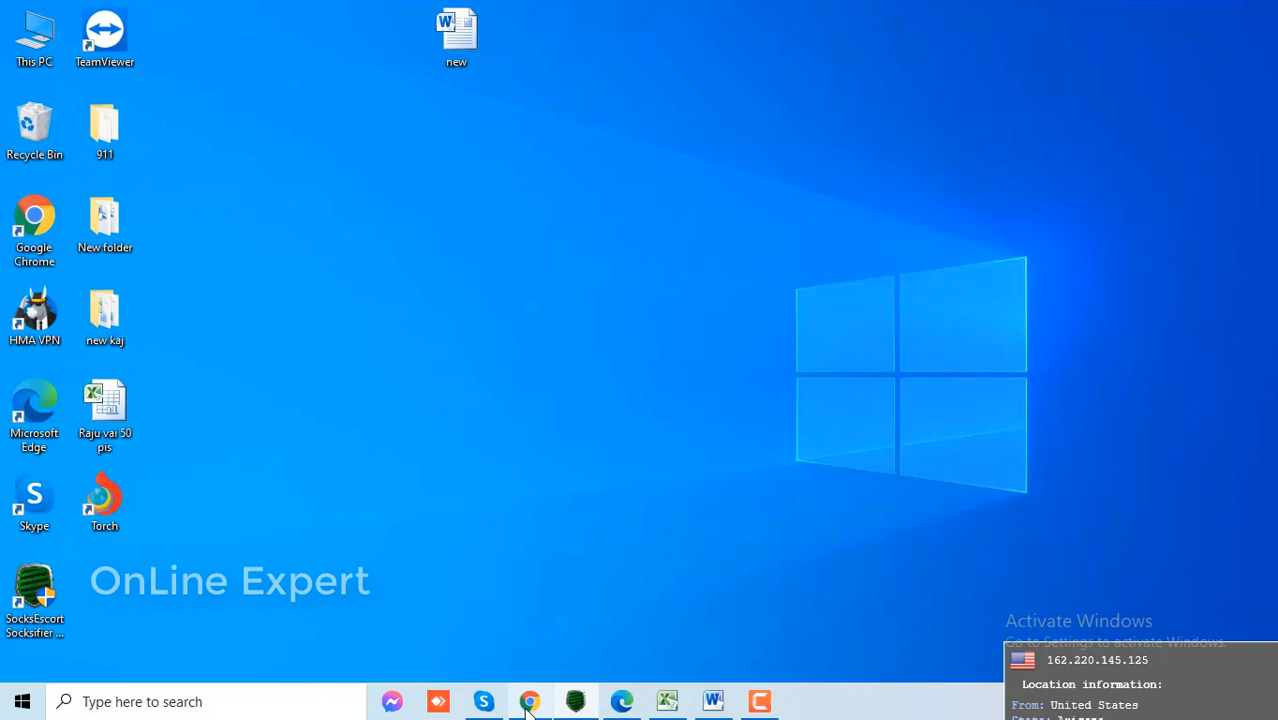 This PC
TeamViewer
new
Recycle Bin
911
Google
Chrome
New folder
HMA VPN
new kaj
Microsoft
Edge
Raju vai 50
pis
Skype
Torch
SocksEscort
Socksifier ...
OnLine Expert
Activate Windows
Go to Settings to activate Windows.
162.220.145.125
Location information:
From: United States
Type here to search